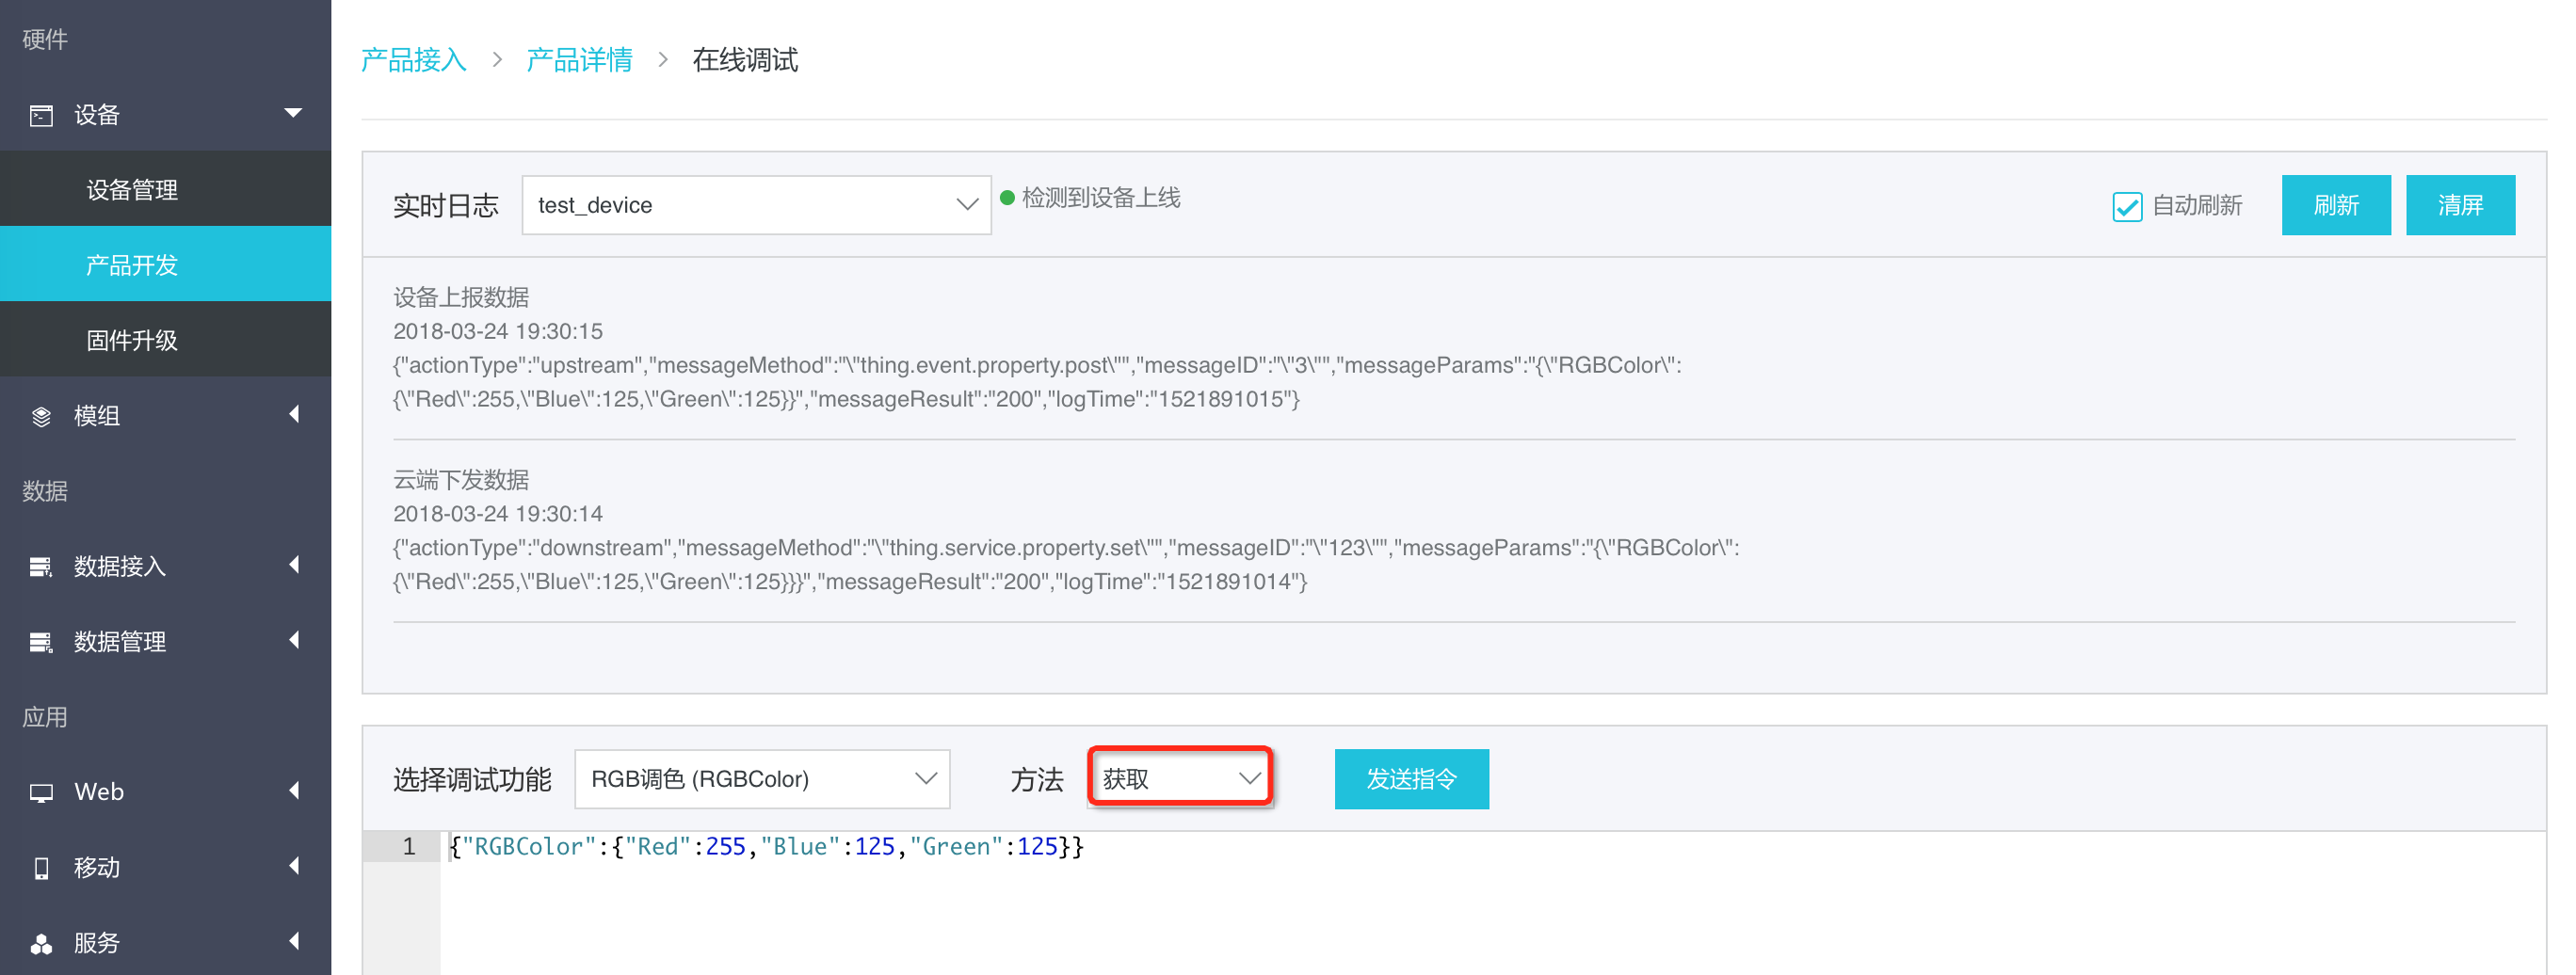 硬件
设备
设备管理
产品开发
固件升级
模组
数据
数据接入
数据管理
应用
Web
移动
服务
产品接入 > 产品详情 > 在线调试
实时日志 test_device 检测到设备上线 自动刷新 刷新 清屏
设备上报数据
2018-03-24 19:30:15
{"actionType":"upstream","messageMethod":"\"thing.event.property.post\"","messageID":"\"3\"","messageParams":"{\"RGBColor\":
{\"Red\":255,\"Blue\":125,\"Green\":125}}","messageResult":"200","logTime":"1521891015"}
云端下发数据
2018-03-24 19:30:14
{"actionType":"downstream","messageMethod":"\"thing.service.property.set\"","messageID":"\"123\"","messageParams":"{\"RGBColor\":
{\"Red\":255,\"Blue\":125,\"Green\":125}}}","messageResult":"200","logTime":"1521891014"}
选择调试功能 RGB调色 (RGBColor) 方法 获取 发送指令
1 {"RGBColor":{"Red":255,"Blue":125,"Green":125}}